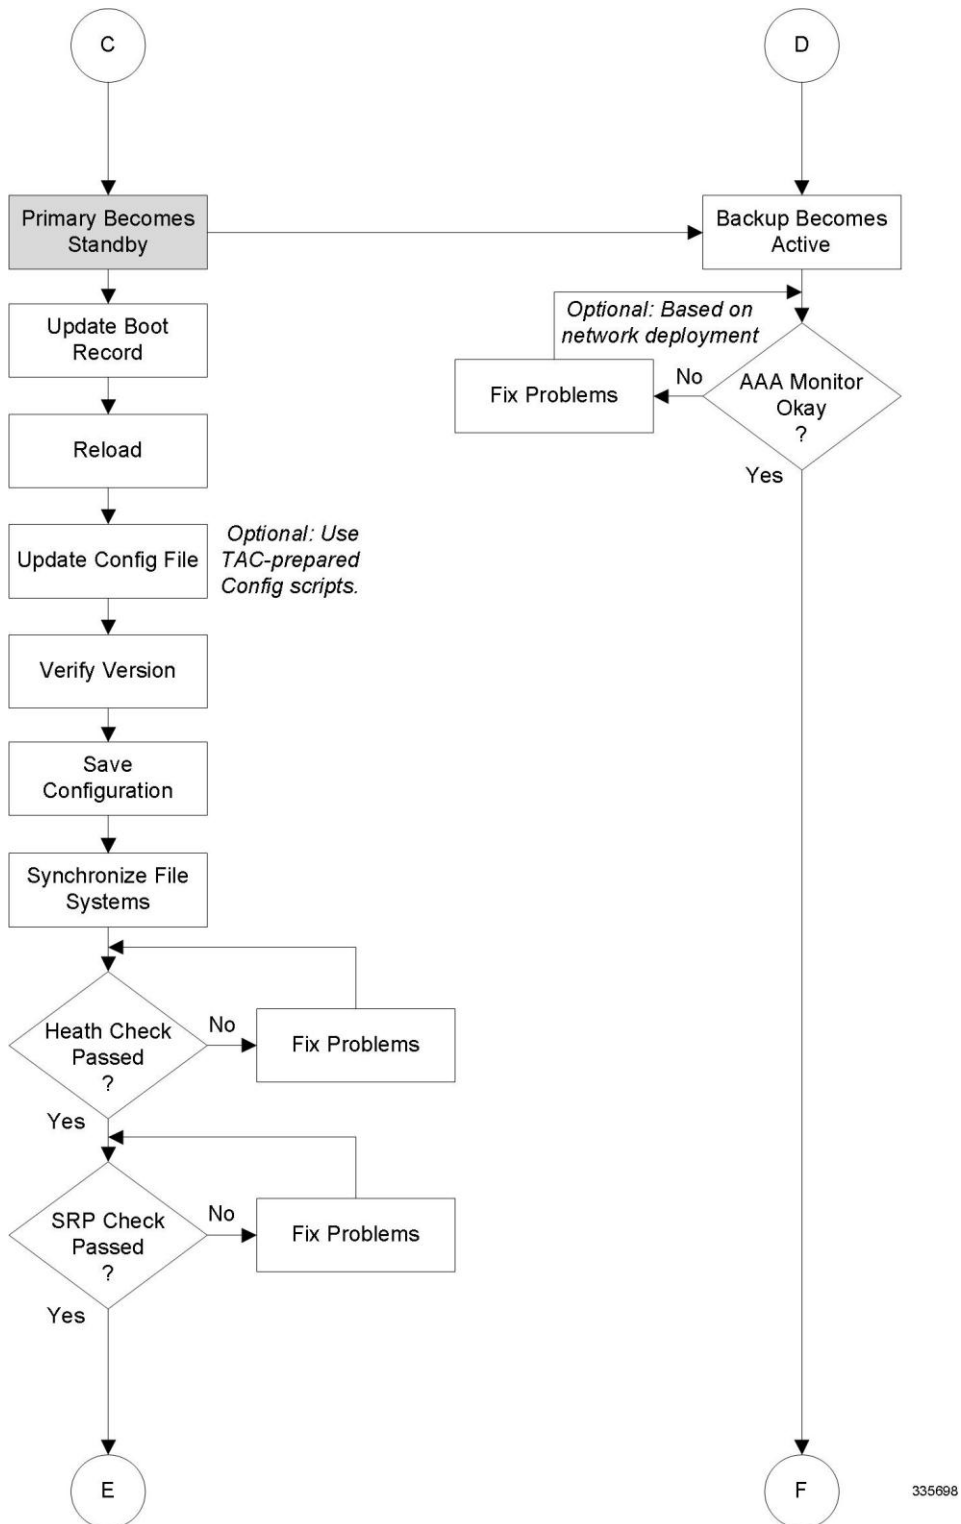 C
D
Primary Becomes
Standby
Backup Becomes
Active
Update Boot
Record
Optional: Based on
network deployment
Fix Problems
No
AAA Monitor
Okay
?
Yes
Reload
Update Config File
Optional: Use
TAC-prepared
Config scripts.
Verify Version
Save
Configuration
Synchronize File
Systems
Heath Check
Passed
?
No
Fix Problems
Yes
SRP Check
Passed
?
No
Fix Problems
Yes
E
F
335698